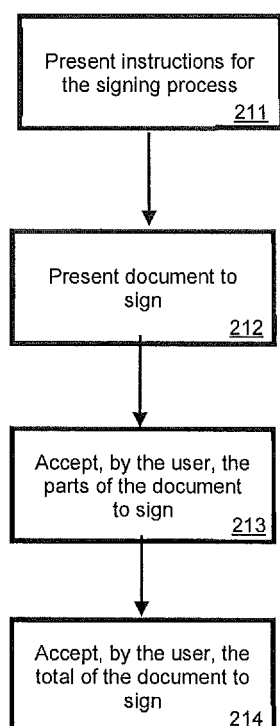 Present instructions for
the signing process
211
Present document to
sign
212
Accept, by the user, the
parts of the document
to sign
213
Accept, by the user, the
total of the document to
sign
214